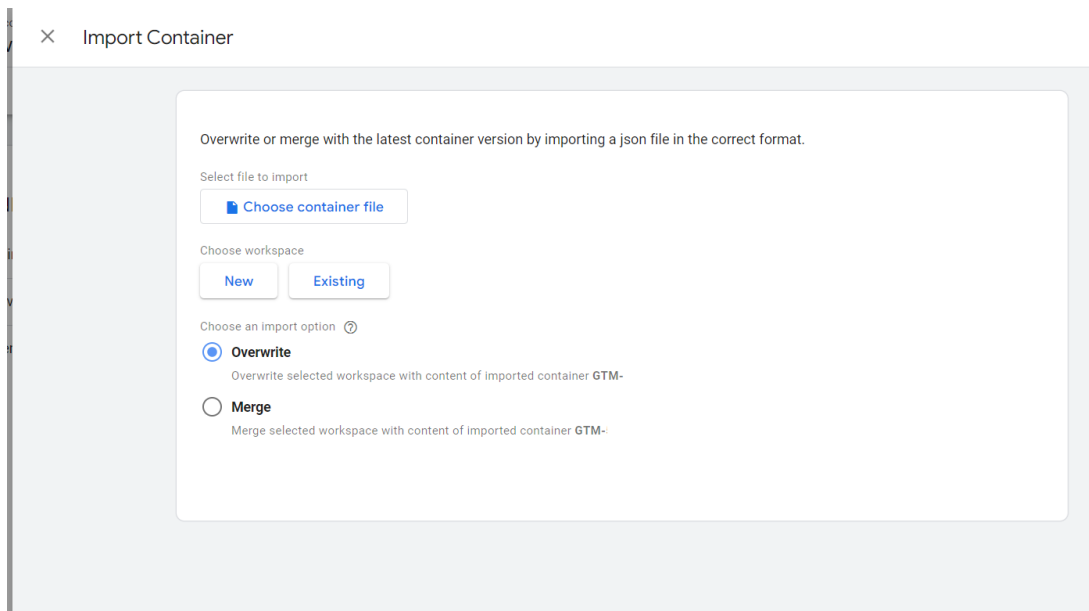 Import Container
Overwrite or merge with the latest container version by importing a json file in the correct format.
Select file to import
Choose container file
Choose workspace
New
Existing
Choose an import option
Overwrite
Overwrite selected workspace with content of imported container GTM-
Merge
Merge selected workspace with content of imported container GTM-